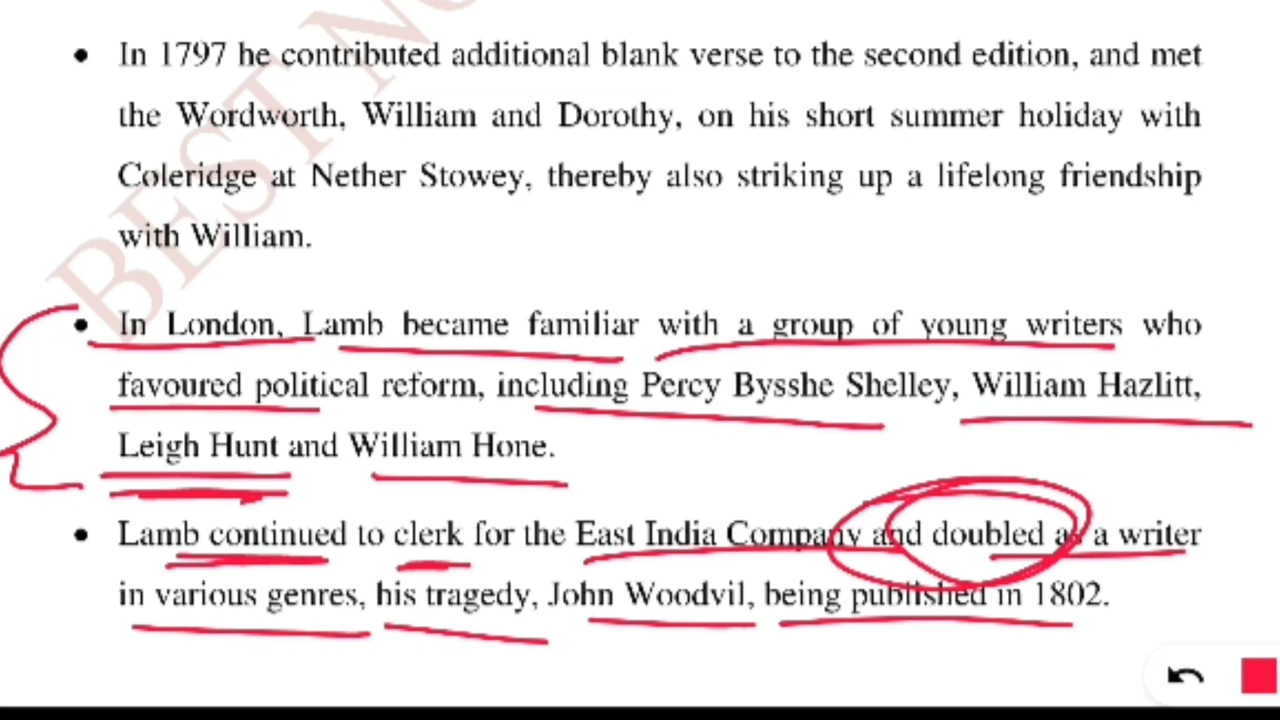 • In 1797 he contributed additional blank verse to the second edition, and met
the Wordworth, William and Dorothy, on his short summer holiday with
Coleridge at Nether Stowey, thereby also striking up a lifelong friendship
with William.
• In London, Lamb became familiar with a group of young writers who
favoured political reform, including Percy Bysshe Shelley, William Hazlitt,
Leigh Hunt and William Hone.
• Lamb continued to clerk for the East India Company and doubled as a writer
in various genres, his tragedy, John Woodvil, being published in 1802.
BEST NO